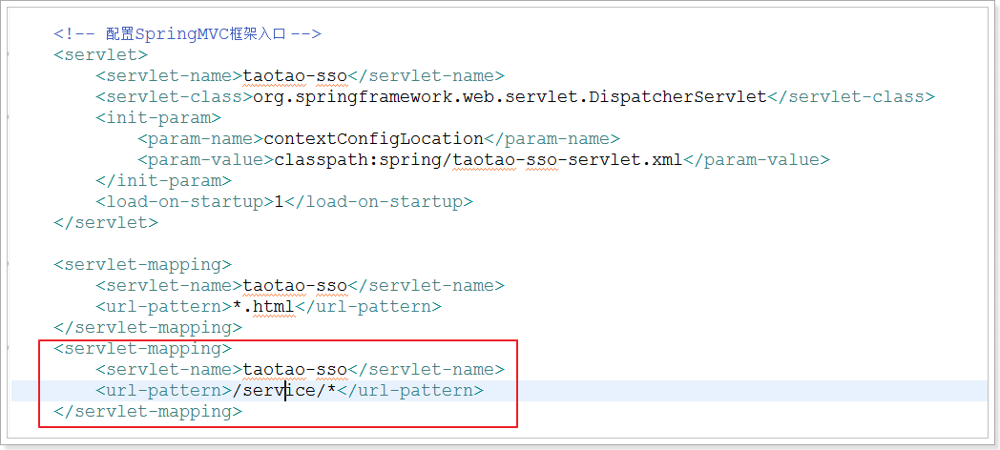 <!-- 配置SpringMVC框架入口 -->
<servlet>
<servlet-name>taotao-sso</servlet-name>
<servlet-class>org.springframework.web.servlet.DispatcherServlet</servlet-class>
<init-param>
<param-name>contextConfigLocation</param-name>
<param-value>classpath:spring/taotao-sso-servlet.xml</param-value>
</init-param>
<load-on-startup>1</load-on-startup>
</servlet>
<servlet-mapping>
<servlet-name>taotao-sso</servlet-name>
<url-pattern>*.html</url-pattern>
</servlet-mapping>
<servlet-mapping>
<servlet-name>taotao-sso</servlet-name>
<url-pattern>/service/*</url-pattern>
</servlet-mapping>